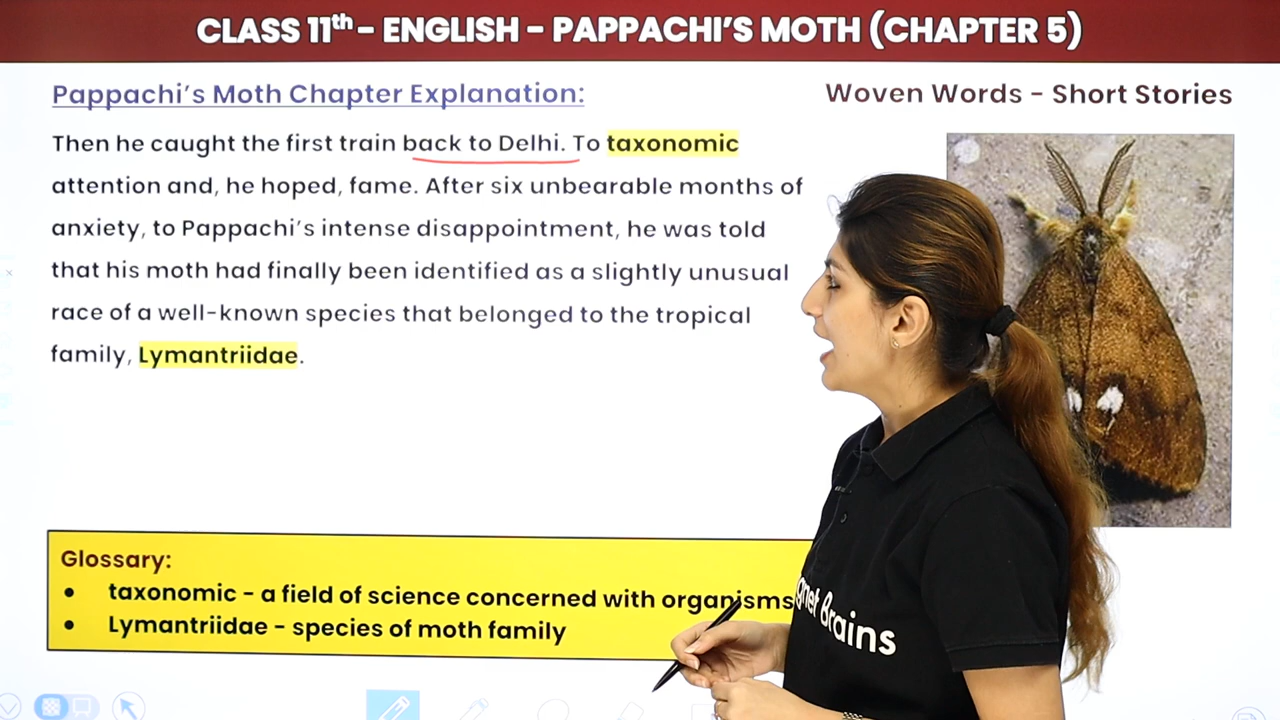 CLASS 11th – ENGLISH – PAPPACHI’S MOTH (CHAPTER 5)
Pappachi’s Moth Chapter Explanation:
Woven Words – Short Stories
Then he caught the first train back to Delhi. To taxonomic
attention and, he hoped, fame. After six unbearable months of
anxiety, to Pappachi’s intense disappointment, he was told
that his moth had finally been identified as a slightly unusual
race of a well-known species that belonged to the tropical
family, Lymantriidae.
Glossary:
• taxonomic – a field of science concerned with organisms
• Lymantriidae – species of moth family
Brains